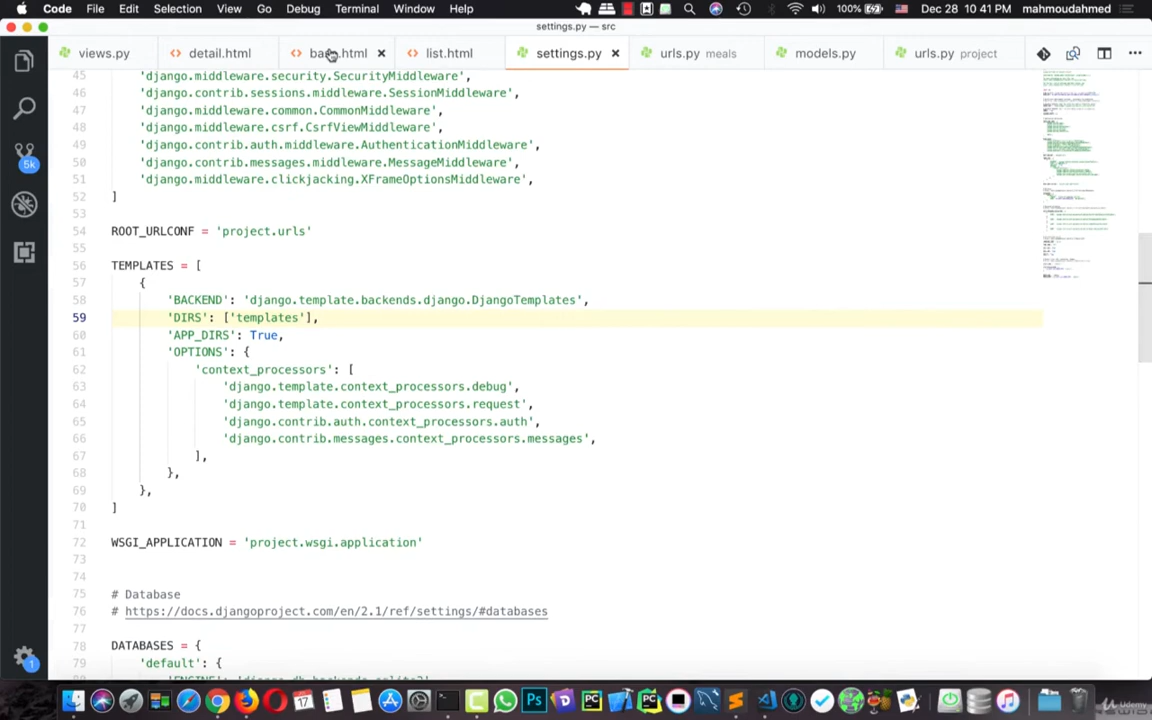 Code File Edit Selection View Go Debug Terminal Window Help 100% Dec 28 10:41 PM mahmoudahmed
settings.py — src
views.py detail.html base.html list.html settings.py urls.py meals models.py urls.py project
45 'django.middleware.security.SecurityMiddleware',
46 'django.contrib.sessions.middleware.SessionMiddleware',
47 'django.middleware.common.CommonMiddleware',
48 'django.middleware.csrf.CsrfViewMiddleware',
49 'django.contrib.auth.middleware.AuthenticationMiddleware',
50 'django.contrib.messages.middleware.MessageMiddleware',
51 'django.middleware.clickjacking.XFrameOptionsMiddleware',
52 ]
53
54 ROOT_URLCONF = 'project.urls'
55
56 TEMPLATES = [
57 {
58 'BACKEND': 'django.template.backends.django.DjangoTemplates',
59 'DIRS': ['templates'],
60 'APP_DIRS': True,
61 'OPTIONS': {
62 'context_processors': [
63 'django.template.context_processors.debug',
64 'django.template.context_processors.request',
65 'django.contrib.auth.context_processors.auth',
66 'django.contrib.messages.context_processors.messages',
67 ],
68 },
69 },
70 ]
71
72 WSGI_APPLICATION = 'project.wsgi.application'
73
74
75 # Database
76 # https://docs.djangoproject.com/en/2.1/ref/settings/#databases
77
78 DATABASES = {
79 'default': {
5k
1
17
Ps
PC
PC
Udemy